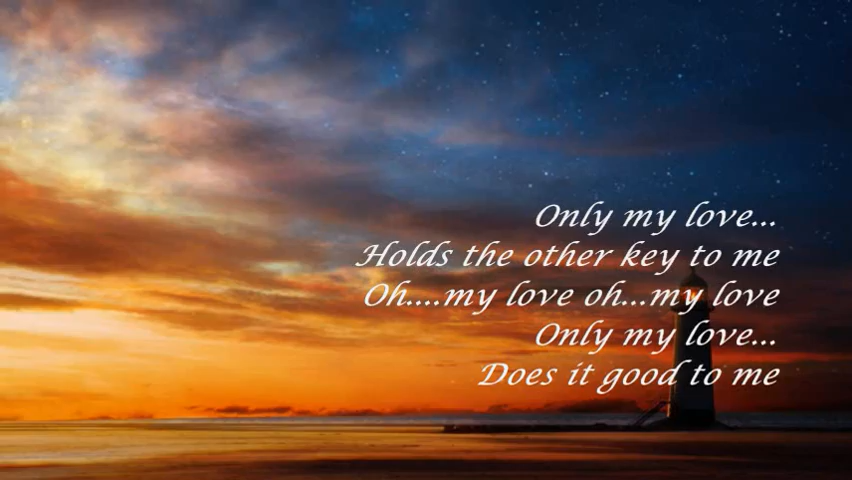 Only my love...
Holds the other key to me
Oh....my love oh...my love
Only my love...
Does it good to me